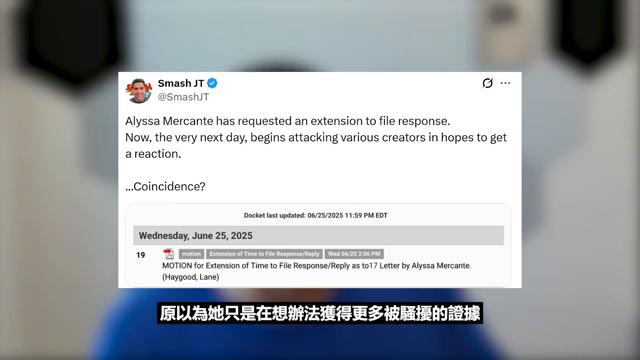 Smash JT
@SmashJT
Alyssa Mercante has requested an extension to file response.
Now, the very next day, begins attacking various creators in hopes to get
a reaction.
...Coincidence?
Docket last updated: 06/25/2025 11:59 PM EDT
Wednesday, June 25, 2025
19 motion Extension of Time to File Response/Reply Wed 06/25 2:06 PM
MOTION for Extension of Time to File Response/Reply as to17 Letter by Alyssa Mercante.
(Haygood, Lane)
原以為她只是在想辦法獲得更多被騷擾的證據